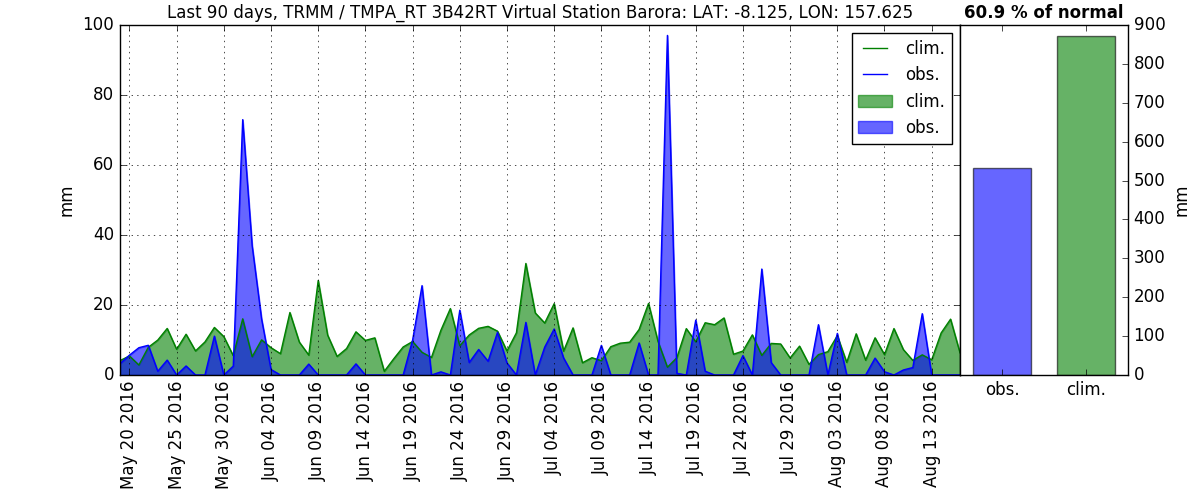 Last 90 days, TRMM / TMPA_RT 3B42RT Virtual Station Barora: LAT: -8.125, LON: 157.625
60.9 % of normal
100
80
60
40
20
0
mm
clim.
obs.
clim.
obs.
900
800
700
600
500
400
300
200
100
0
mm
obs.
clim.
May 20 2016
May 25 2016
May 30 2016
Jun 04 2016
Jun 09 2016
Jun 14 2016
Jun 19 2016
Jun 24 2016
Jun 29 2016
Jul 04 2016
Jul 09 2016
Jul 14 2016
Jul 19 2016
Jul 24 2016
Jul 29 2016
Aug 03 2016
Aug 08 2016
Aug 13 2016